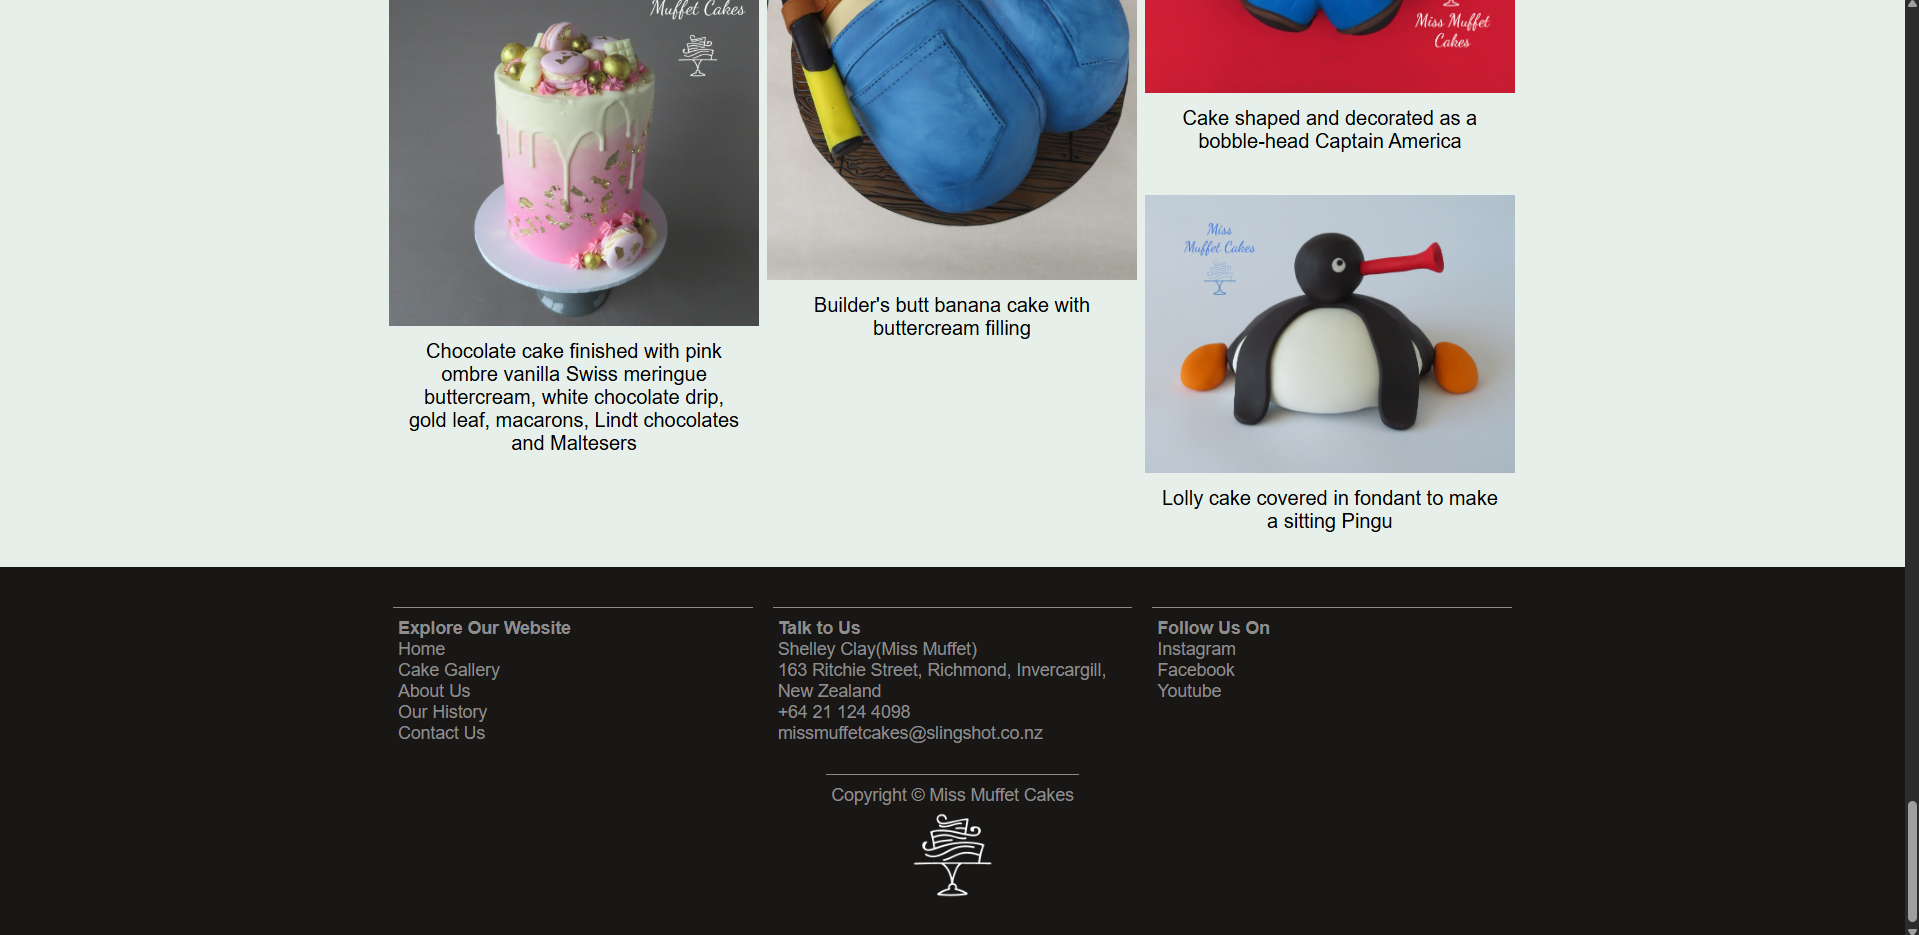 Muffet Cakes
Chocolate cake finished with pink
ombre vanilla Swiss meringue
buttercream, white chocolate drip,
gold leaf, macarons, Lindt chocolates
and Maltesers
Builder's butt banana cake with
buttercream filling
Miss Muffet
Cakes
Cake shaped and decorated as a
bobble-head Captain America
Miss
Muffet Cakes
Lolly cake covered in fondant to make
a sitting Pingu
Explore Our Website
Home
Cake Gallery
About Us
Our History
Contact Us
Talk to Us
Shelley Clay(Miss Muffet)
163 Ritchie Street, Richmond, Invercargill,
New Zealand
+64 21 124 4098
missmuffetcakes@slingshot.co.nz
Follow Us On
Instagram
Facebook
Youtube
Copyright © Miss Muffet Cakes